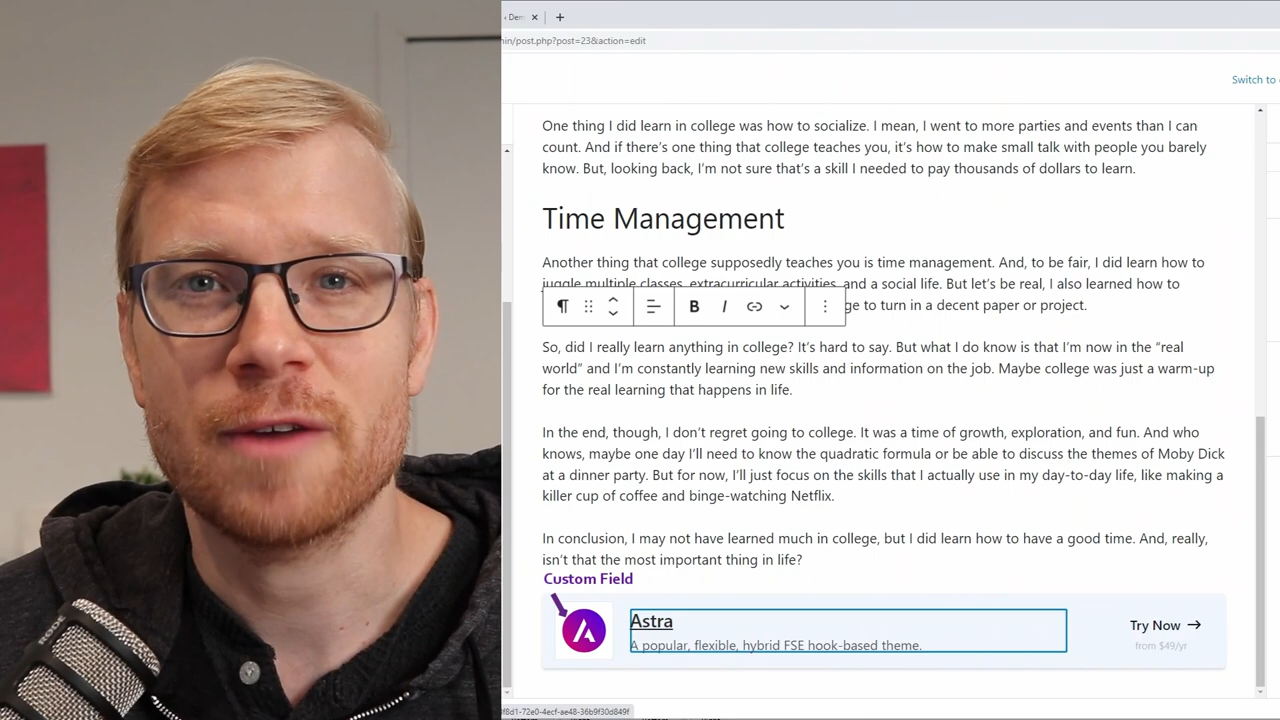 ‹ Dem
in/post.php?post=23&action=edit
Switch to
One thing I did learn in college was how to socialize. I mean, I went to more parties and events than I can
count. And if there’s one thing that college teaches you, it’s how to make small talk with people you barely
know. But, looking back, I’m not sure that’s a skill I needed to pay thousands of dollars to learn.
Time Management
Another thing that college supposedly teaches you is time management. And, to be fair, I did learn how to
juggle multiple classes, extracurricular activities, and a social life. But let’s be real, I also learned how to
ge to turn in a decent paper or project.
B I
So, did I really learn anything in college? It’s hard to say. But what I do know is that I’m now in the “real
world” and I’m constantly learning new skills and information on the job. Maybe college was just a warm-up
for the real learning that happens in life.
In the end, though, I don’t regret going to college. It was a time of growth, exploration, and fun. And who
knows, maybe one day I’ll need to know the quadratic formula or be able to discuss the themes of Moby Dick
at a dinner party. But for now, I’ll just focus on the skills that I actually use in my day-to-day life, like making a
killer cup of coffee and binge-watching Netflix.
In conclusion, I may not have learned much in college, but I did learn how to have a good time. And, really,
isn’t that the most important thing in life?
Custom Field
Astra
A popular, flexible, hybrid FSE hook-based theme.
Try Now →
from $49/yr
f8d1-72e0-4ecf-ae48-36b9f30d849f